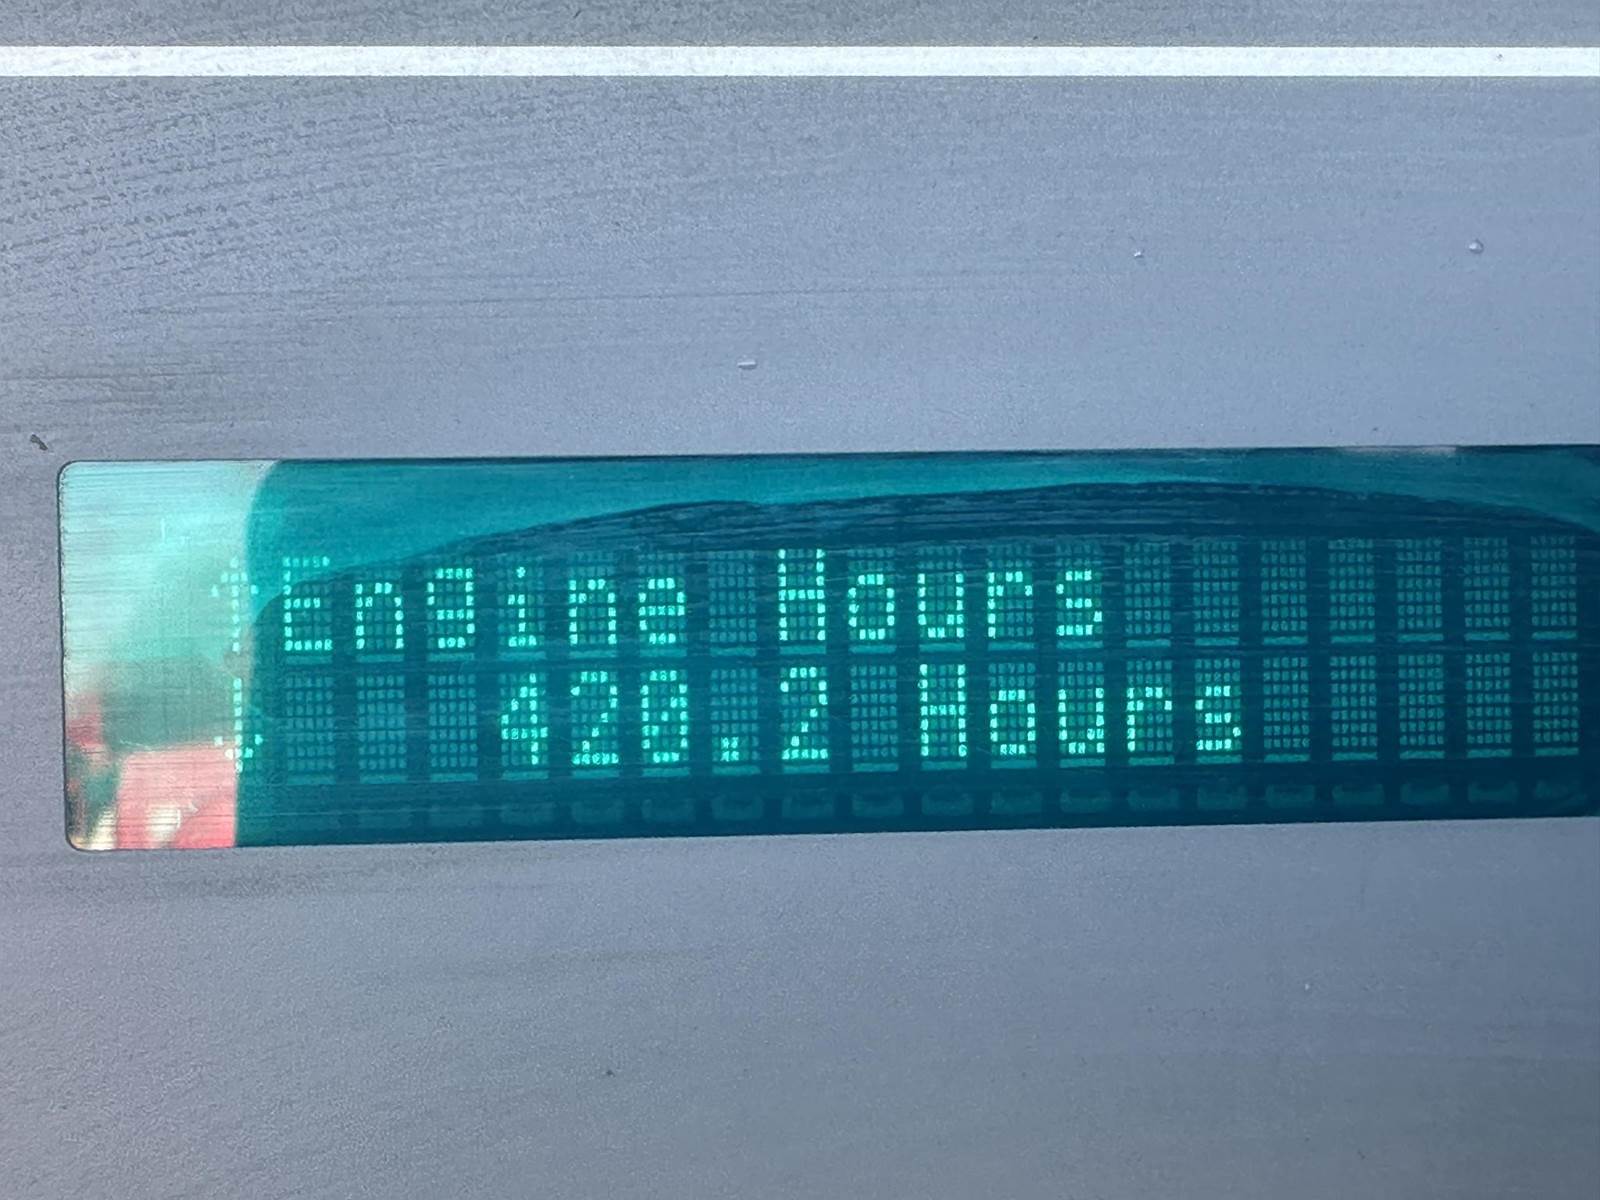 ↑Engine Hours
↓ 420.2 Hours